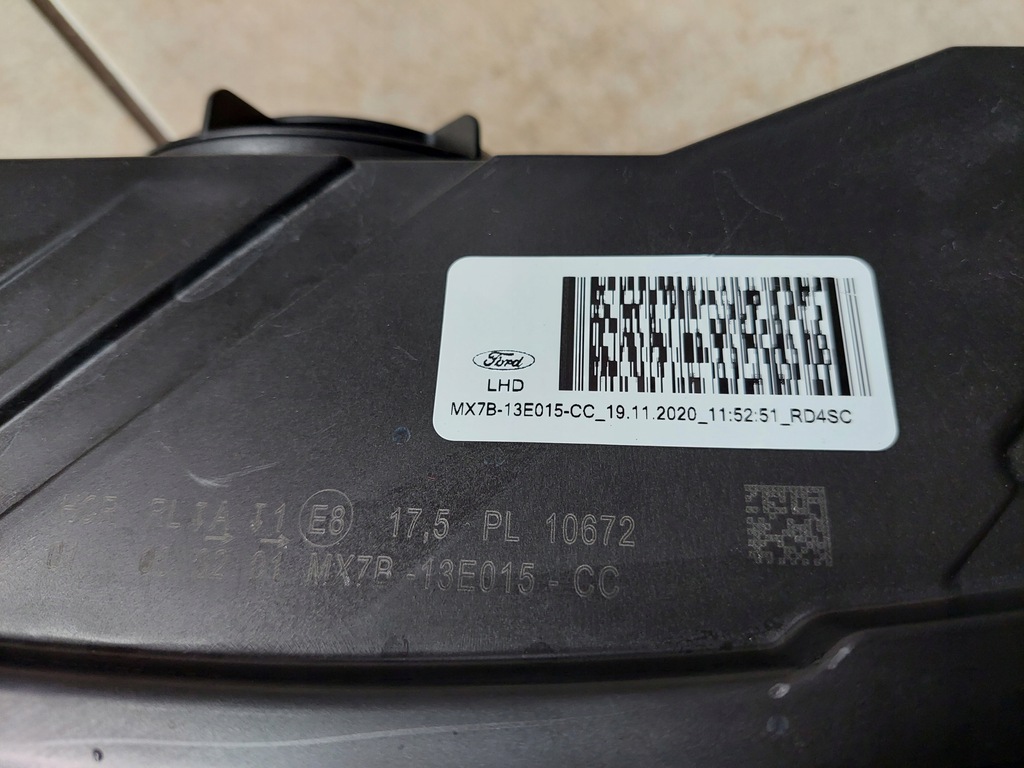 Ford
LHD
MX7B-13E015-CC_19.11.2020_11:52:51_RD4SC
E8 17,5 PL 10672
MX7B-13E015-CC